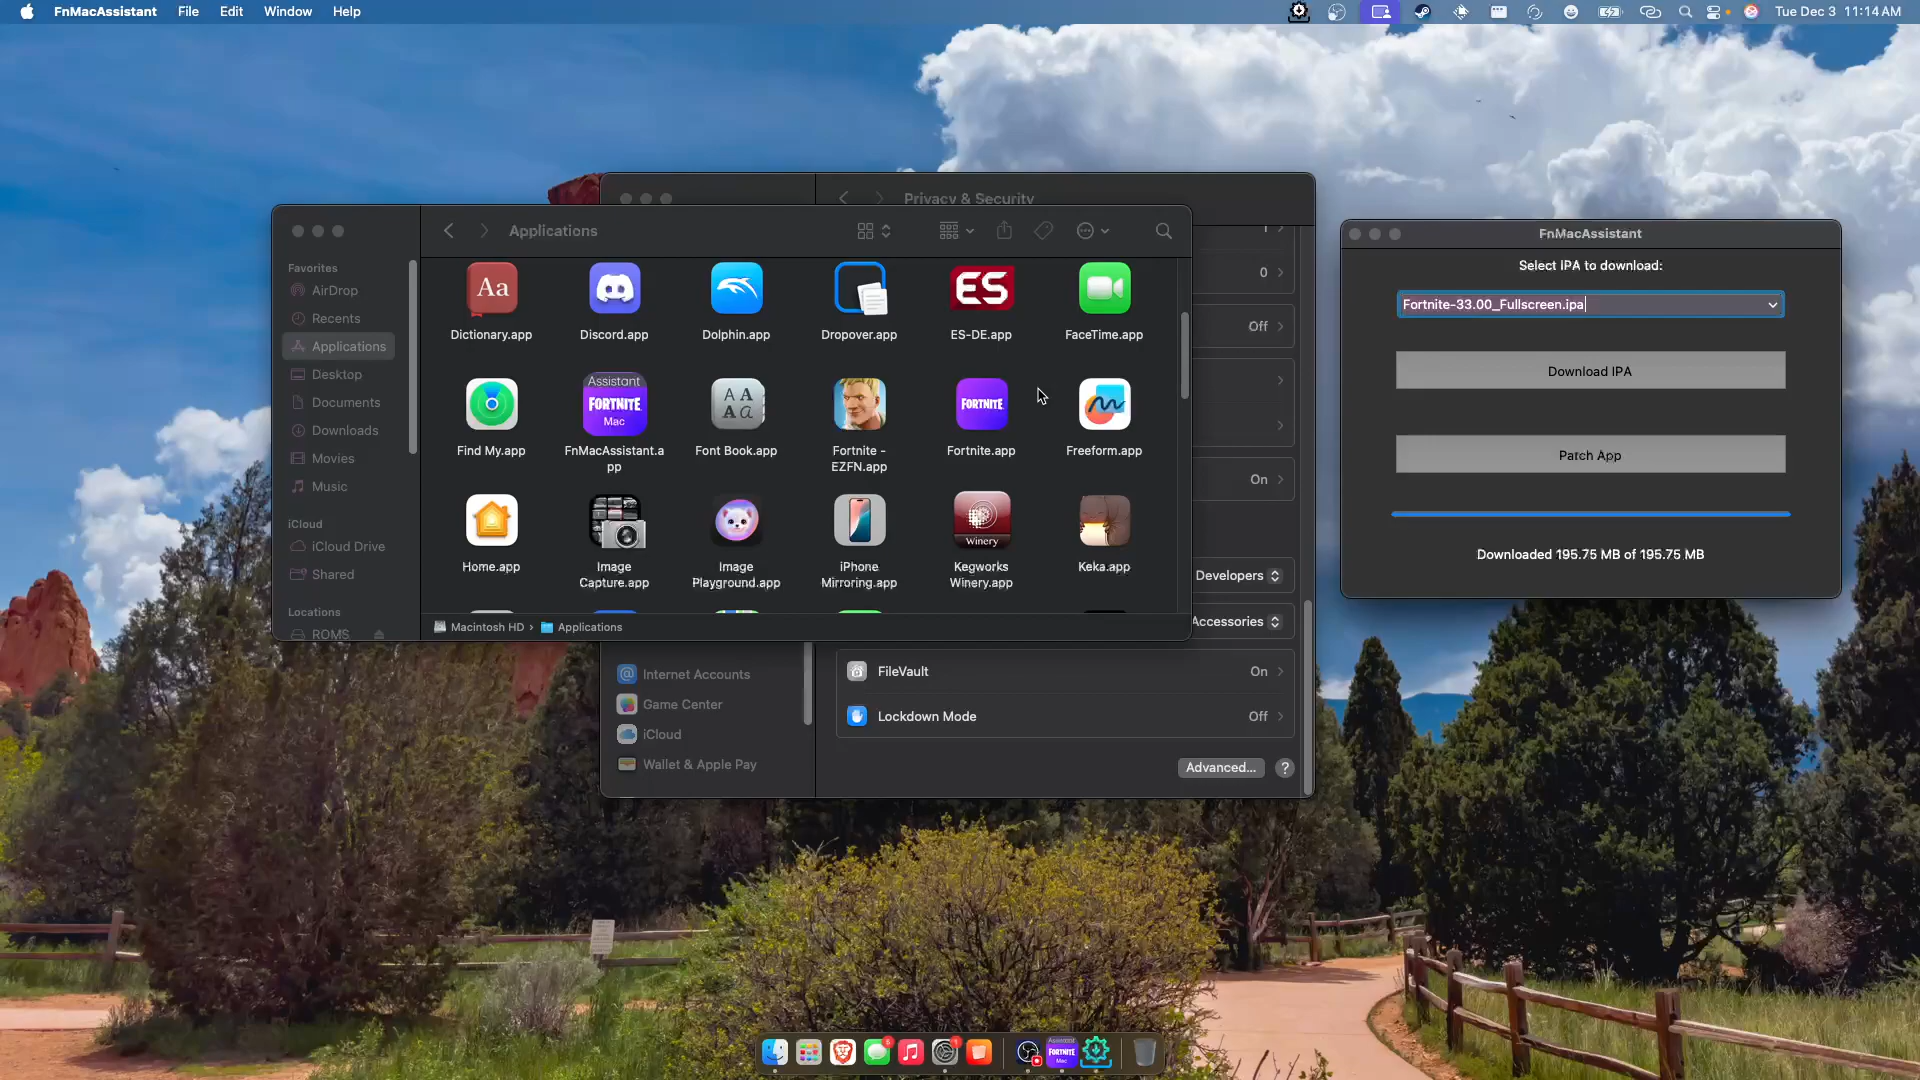 FnMacAssistant File Edit Window Help
Tue Dec 3 11:14 AM
Privacy & Security
Applications
Favorites
AirDrop
Recents
Applications
Desktop
Documents
Downloads
Movies
Music
iCloud
iCloud Drive
Shared
Locations
ROMS
Aa
ES
Dictionary.app
Discord.app
Dolphin.app
Dropover.app
ES-DE.app
FaceTime.app
Assistant
FORTNITE
Mac
A A
A a
FORTNITE
Find My.app
FnMacAssistant.a
pp
Font Book.app
Fortnite -
EZFN.app
Fortnite.app
Freeform.app
Winery
Home.app
Image
Capture.app
Image
Playground.app
iPhone
Mirroring.app
Kegworks
Winery.app
Keka.app
Macintosh HD › Applications
0
Off
On
Developers
Accessories
Internet Accounts
Game Center
iCloud
Wallet & Apple Pay
FileVault
On
Lockdown Mode
Off
Advanced...
?
FnMacAssistant
Select IPA to download:
Fortnite-33.00_Fullscreen.ipa
Download IPA
Patch App
Downloaded 195.75 MB of 195.75 MB
Assistant
FORTNITE
Mac